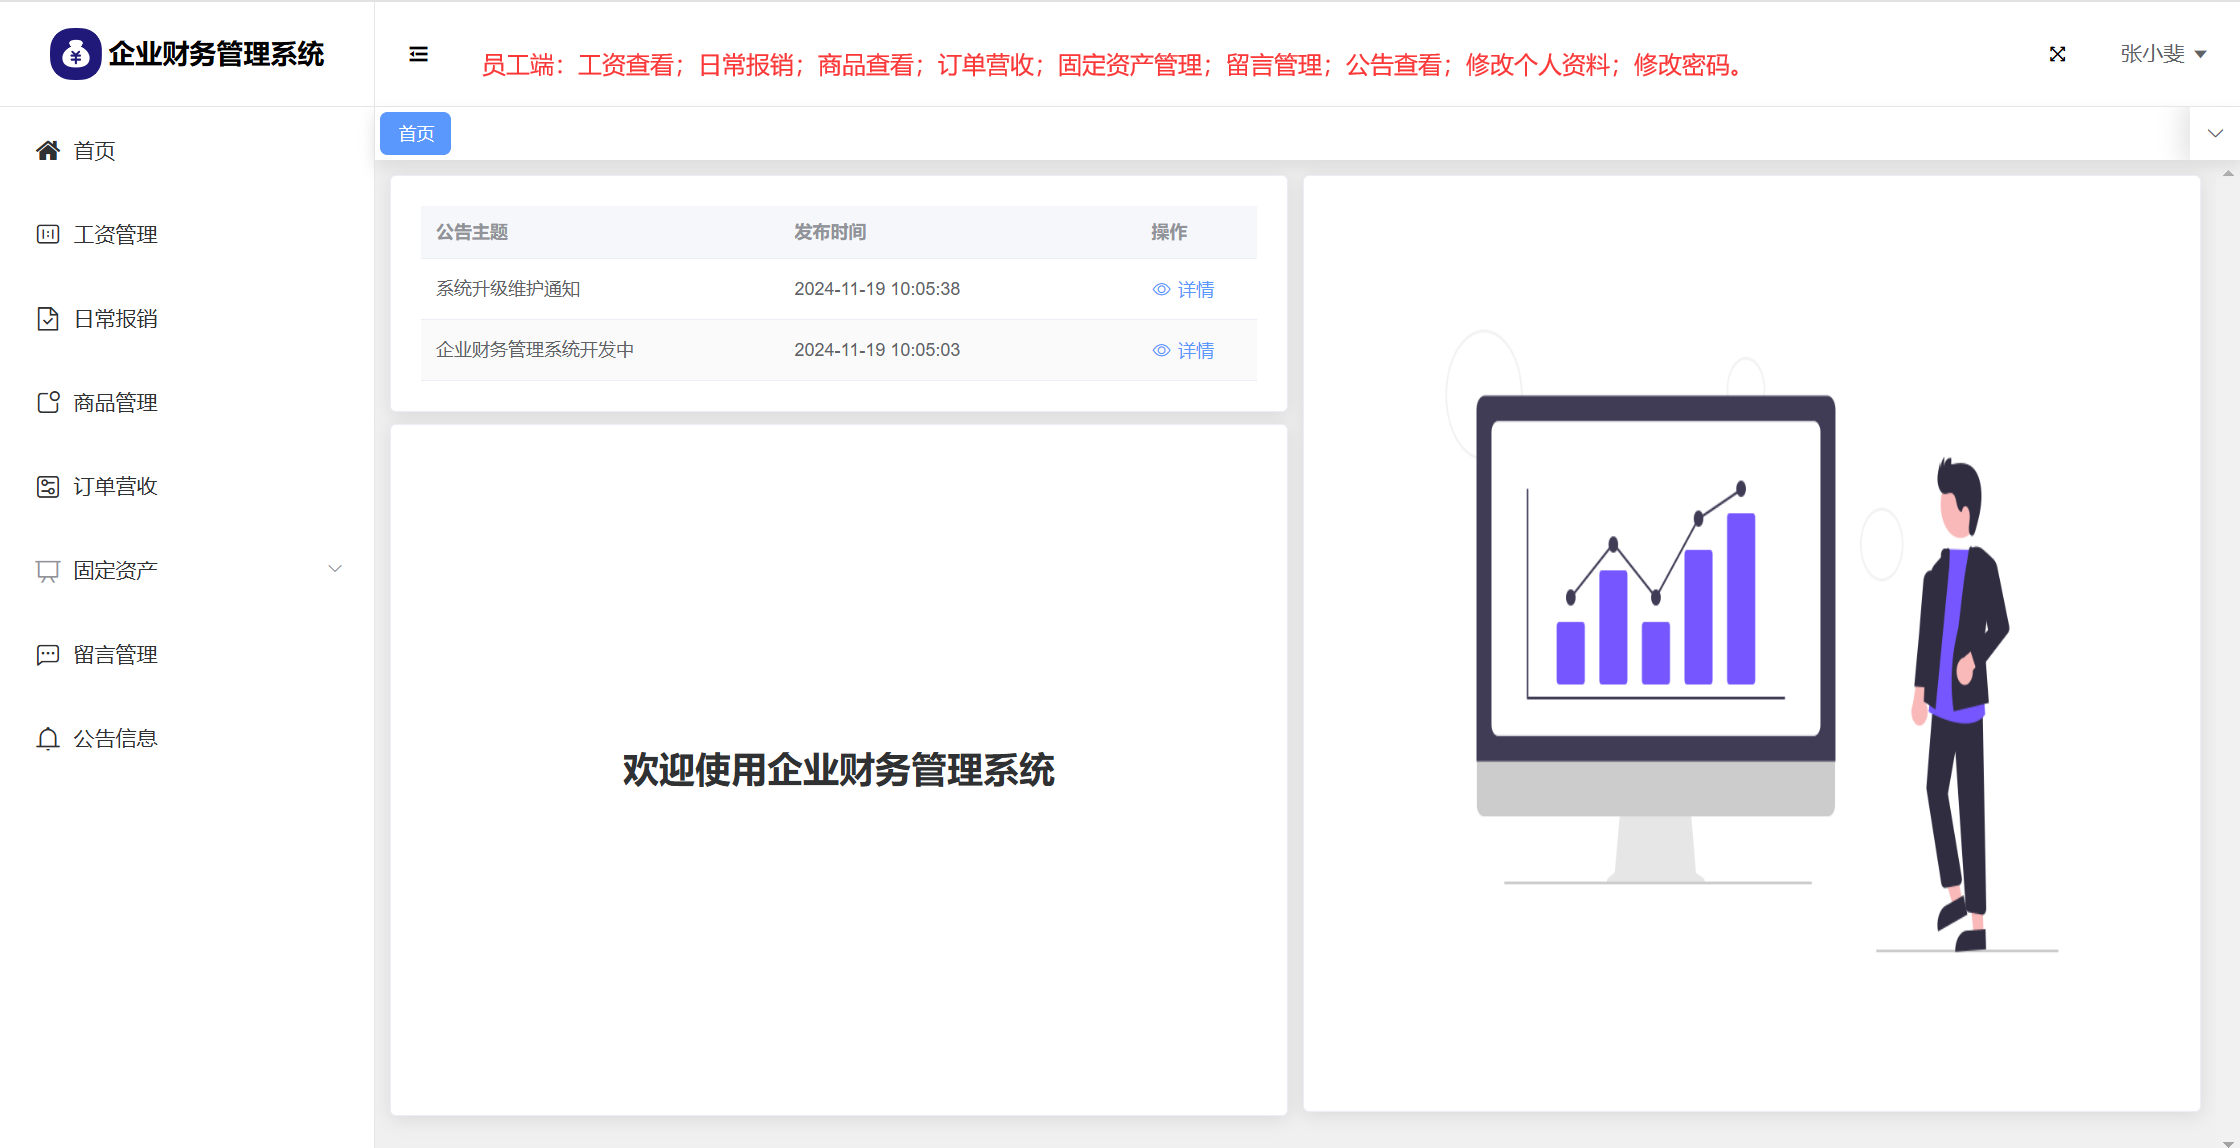 企业财务管理系统
员工端：工资查看；日常报销；商品查看；订单营收；固定资产管理；留言管理；公告查看；修改个人资料；修改密码。
张小斐
首页
首页
工资管理
日常报销
商品管理
订单营收
固定资产
留言管理
公告信息
公告主题 发布时间 操作
系统升级维护通知 2024-11-19 10:05:38 详情
企业财务管理系统开发中 2024-11-19 10:05:03 详情
欢迎使用企业财务管理系统